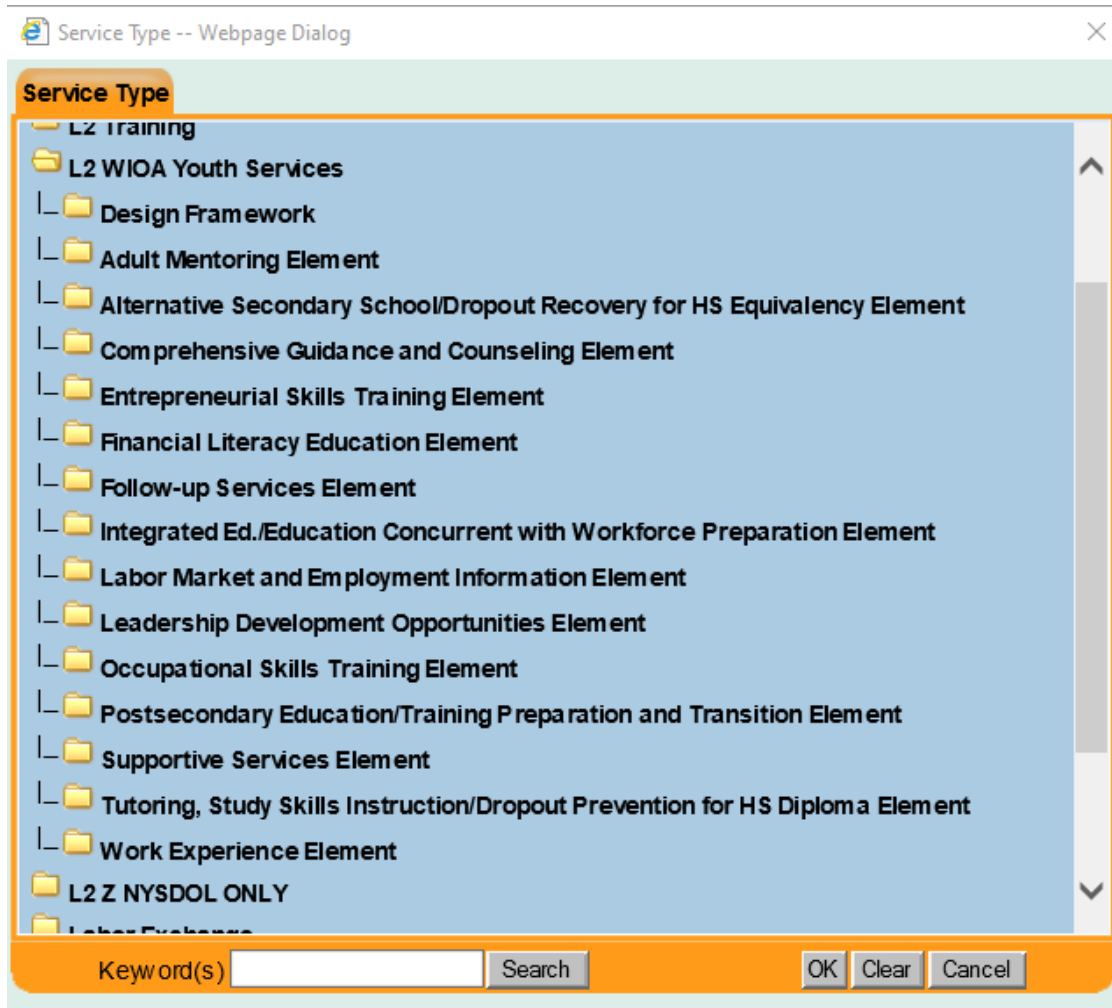 Service Type -- Webpage Dialog
Service Type
L2 Training
L2 WIOA Youth Services
Design Framework
Adult Mentoring Element
Alternative Secondary School/Dropout Recovery for HS Equivalency Element
Comprehensive Guidance and Counseling Element
Entrepreneurial Skills Training Element
Financial Literacy Education Element
Follow-up Services Element
Integrated Ed./Education Concurrent with Workforce Preparation Element
Labor Market and Employment Information Element
Leadership Development Opportunities Element
Occupational Skills Training Element
Postsecondary Education/Training Preparation and Transition Element
Supportive Services Element
Tutoring, Study Skills Instruction/Dropout Prevention for HS Diploma Element
Work Experience Element
L2 Z NYSDOL ONLY
Labor Exchange
Keyword(s) Search OK Clear Cancel